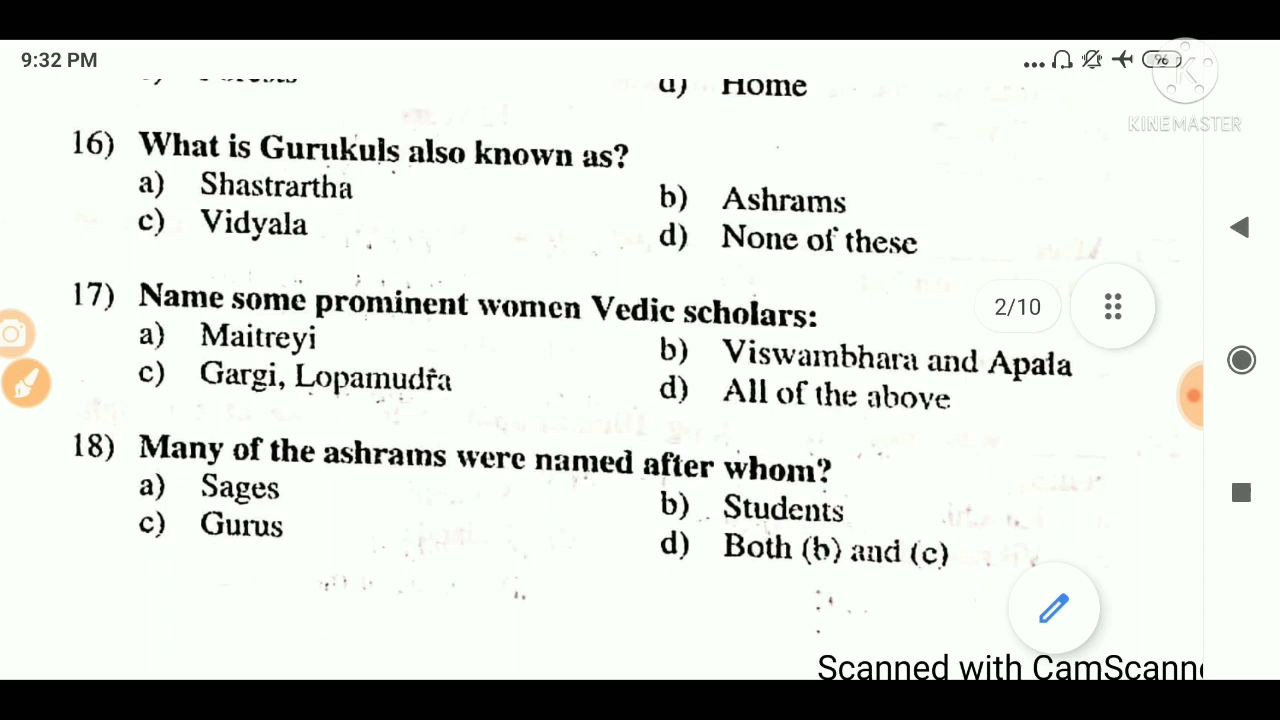 9:32 PM
KINEMASTER
d) Home
16) What is Gurukuls also known as?
a) Shastrartha b) Ashrams
c) Vidyala d) None of these
17) Name some prominent women Vedic scholars:
2/10
a) Maitreyi b) Viswambhara and Apala
c) Gargi, Lopamudra d) All of the above
18) Many of the ashrams were named after whom?
a) Sages b) Students
c) Gurus d) Both (b) and (c)
Scanned with CamScann